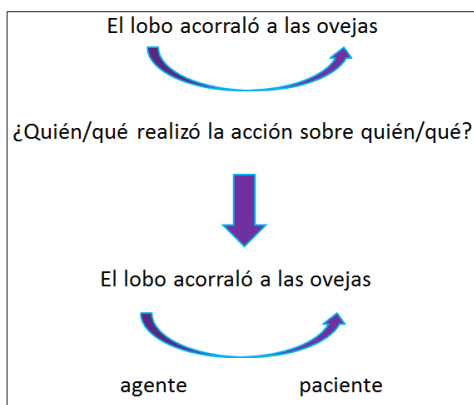 El lobo acorraló a las ovejas
¿Quién/qué realizó la acción sobre quién/qué?
El lobo acorraló a las ovejas
agente paciente